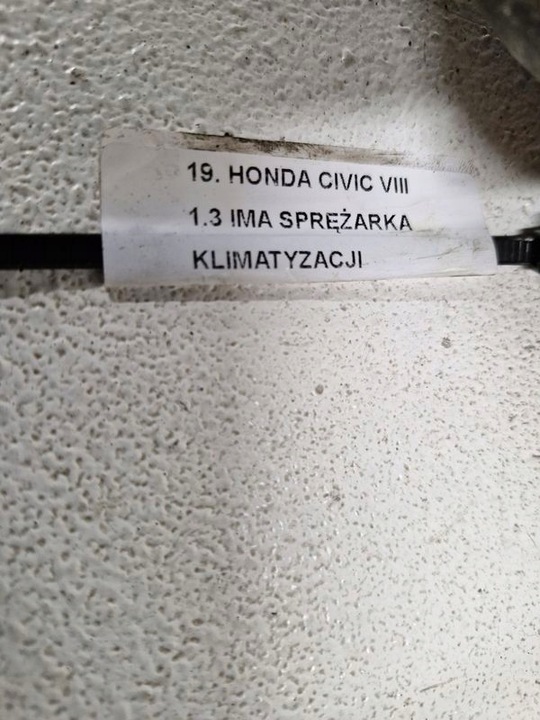 19. HONDA CIVIC VIII
1.3 IMA SPRĘŻARKA
KLIMATYZACJI